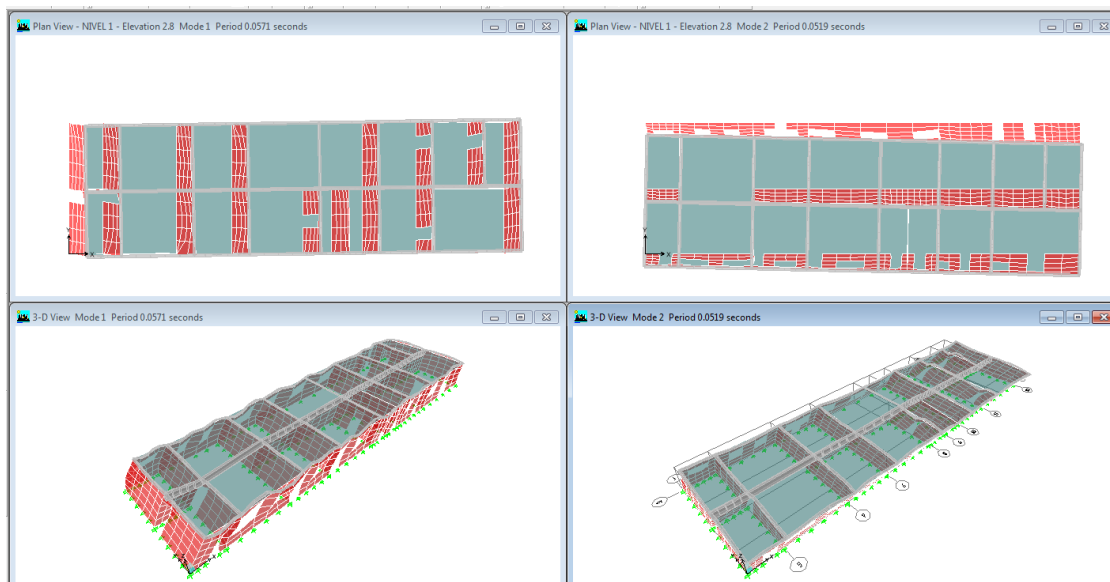 Plan View - NIVEL 1 - Elevation 2.8 Mode 1 Period 0.0571 seconds
Plan View - NIVEL 1 - Elevation 2.8 Mode 2 Period 0.0519 seconds
Y
X
Y
X
3-D View Mode 1 Period 0.0571 seconds
3-D View Mode 2 Period 0.0519 seconds